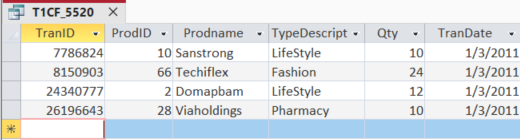 T1CF_5520
TranID ProdID Prodname TypeDescript Qty TranDate
7786824 10 Sanstrong LifeStyle 10 1/3/2011
8150903 66 Techiflex Fashion 24 1/3/2011
24340777 2 Domapbam LifeStyle 12 1/3/2011
26196643 28 Viaholdings Pharmacy 10 1/3/2011